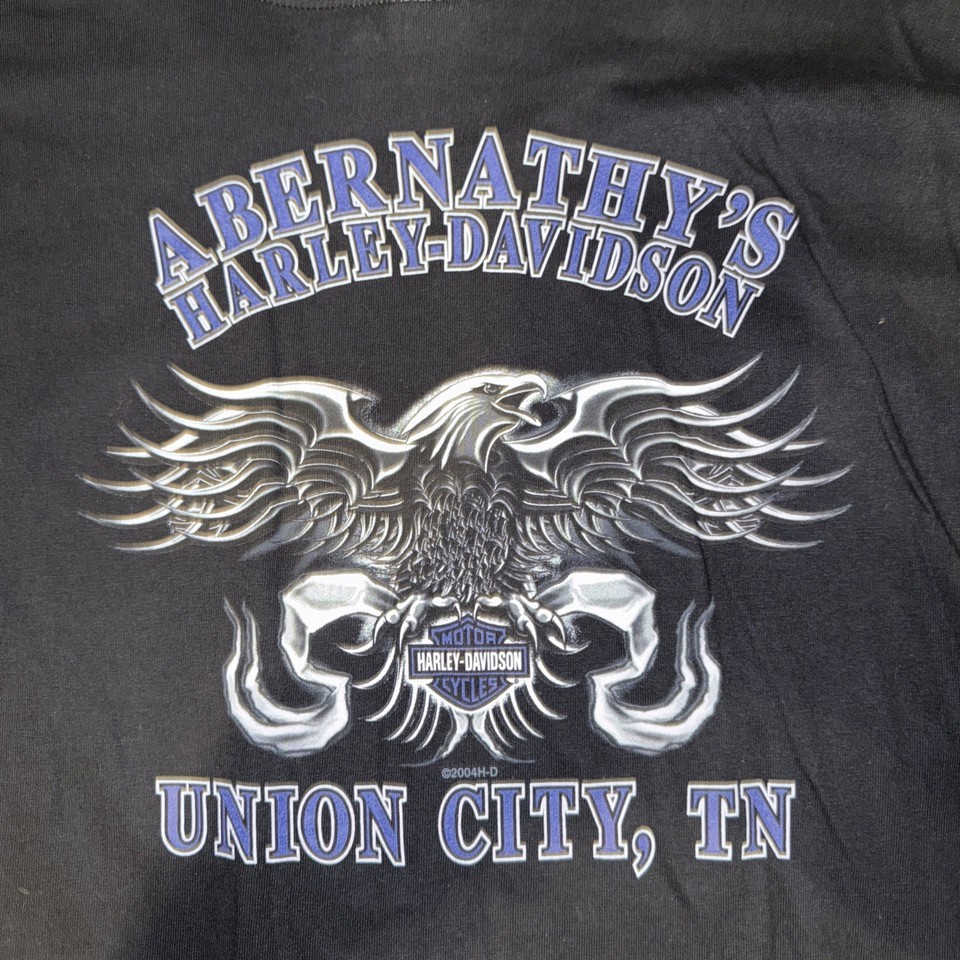 ABERNATHY'S
HARLEY-DAVIDSON
MOTOR
HARLEY-DAVIDSON
CYCLES
©2004H-D
UNION CITY, TN